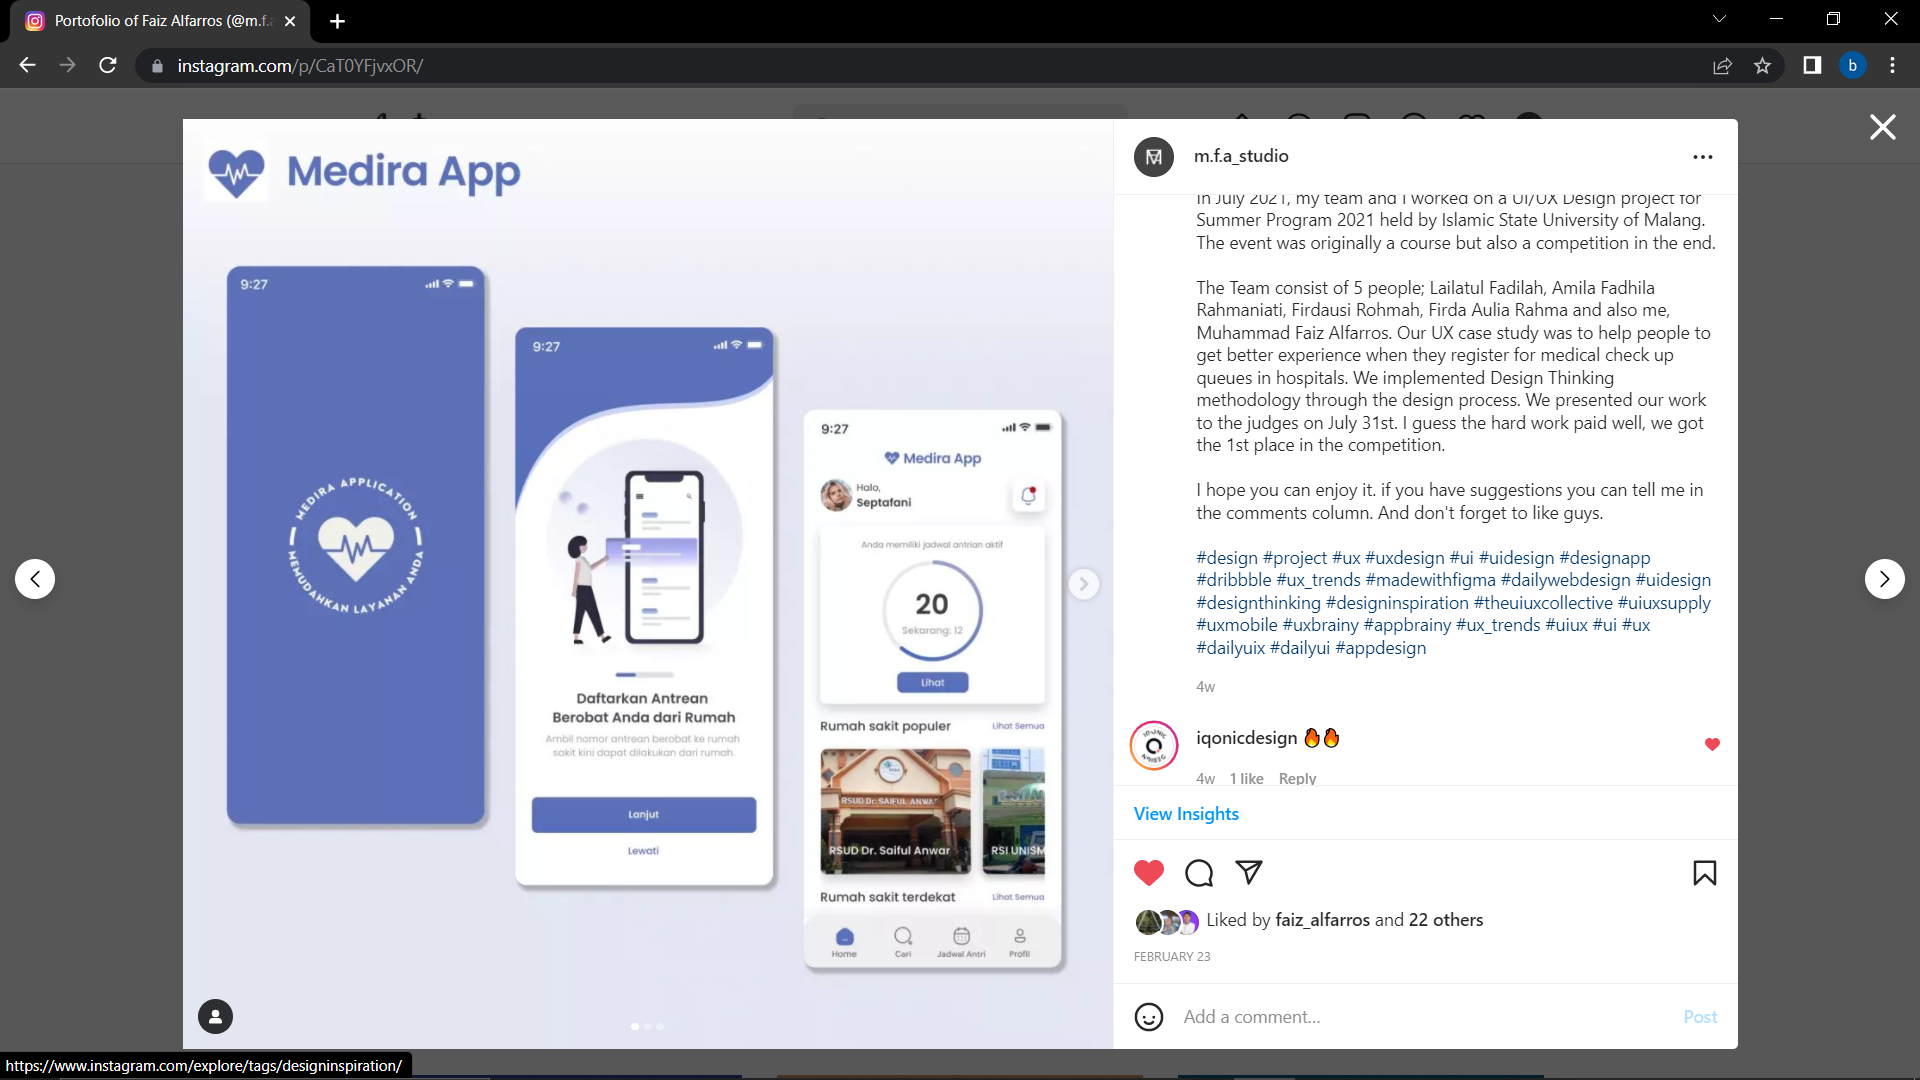 Portofolio of Faiz Alfarros (@m.f.a
instagram.com/p/CaT0YFjvxOR/
b
Medira App
9:27
MEDIRA APPLICATION
MEMUDAHKAN LAYANAN ANDA
9:27
Daftarkan Antrean
Berobat Anda dari Rumah
Ambil nomor antrean berobat ke rumah
sakit kini dapat dilakukan dari rumah.
Lanjut
Lewati
9:27
Medira App
Halo,
Septafani
Anda memiliki jadwal antrian aktif
20
Sekarang: 12
Lihat
Rumah sakit populer
Lihat Semua
RSUD Dr. SAIFUL ANWAR
RSUD Dr. Saiful Anwar
RSI UNISM
Rumah sakit terdekat
Lihat Semua
Home
Cari
Jadwal Antri
Profil
m.f.a_studio
In July 2021, my team and I worked on a UI/UX Design project for
Summer Program 2021 held by Islamic State University of Malang.
The event was originally a course but also a competition in the end.
The Team consist of 5 people; Lailatul Fadilah, Amila Fadhila
Rahmaniati, Firdausi Rohmah, Firda Aulia Rahma and also me,
Muhammad Faiz Alfarros. Our UX case study was to help people to
get better experience when they register for medical check up
queues in hospitals. We implemented Design Thinking
methodology through the design process. We presented our work
to the judges on July 31st. I guess the hard work paid well, we got
the 1st place in the competition.
I hope you can enjoy it. if you have suggestions you can tell me in
the comments column. And don't forget to like guys.
#design #project #ux #uxdesign #ui #uidesign #designapp
#dribbble #ux_trends #madewithfigma #dailywebdesign #uidesign
#designthinking #designinspiration #theuiuxcollective #uiuxsupply
#uxmobile #uxbrainy #appbrainy #ux_trends #uiux #ui #ux
#dailyuix #dailyui #appdesign
4w
iqonicdesign 🔥🔥
4w 1 like Reply
View Insights
Liked by faiz_alfarros and 22 others
FEBRUARY 23
Add a comment...
Post
https://www.instagram.com/explore/tags/designinspiration/